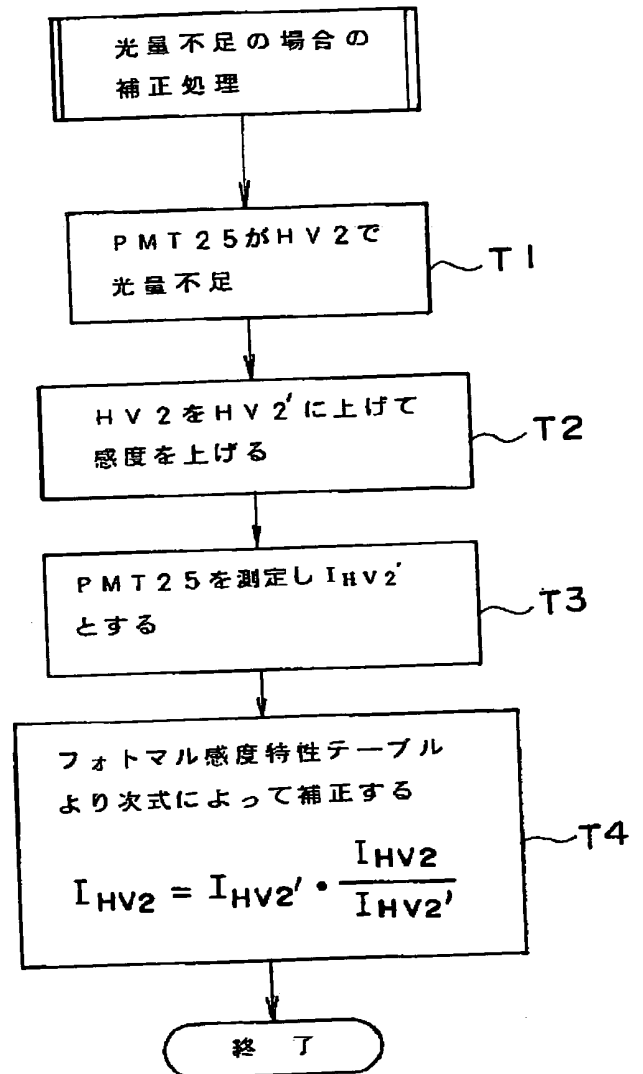 光量不足の場合の
補正処理
PMT25がHV2で
光量不足
T1
HV2をHV2'に上げて
感度を上げる
T2
PMT25を測定しIHV2'
とする
T3
フォトマル感度特性テーブル
より次式によって補正する
IHV2 = IHV2' · IHV2 / IHV2'
T4
終了